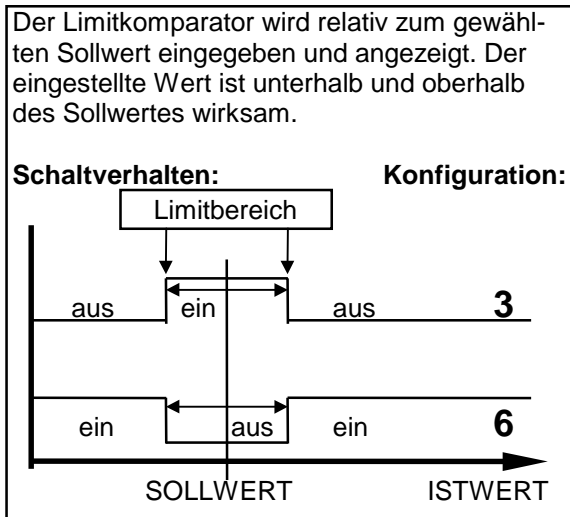 Der Limitkomparator wird relativ zum gewähl-
ten Sollwert eingegeben und angezeigt. Der
eingestellte Wert ist unterhalb und oberhalb
des Sollwertes wirksam.
Schaltverhalten: Konfiguration:
Limitbereich
aus ein aus 3
ein aus ein 6
SOLLWERT ISTWERT